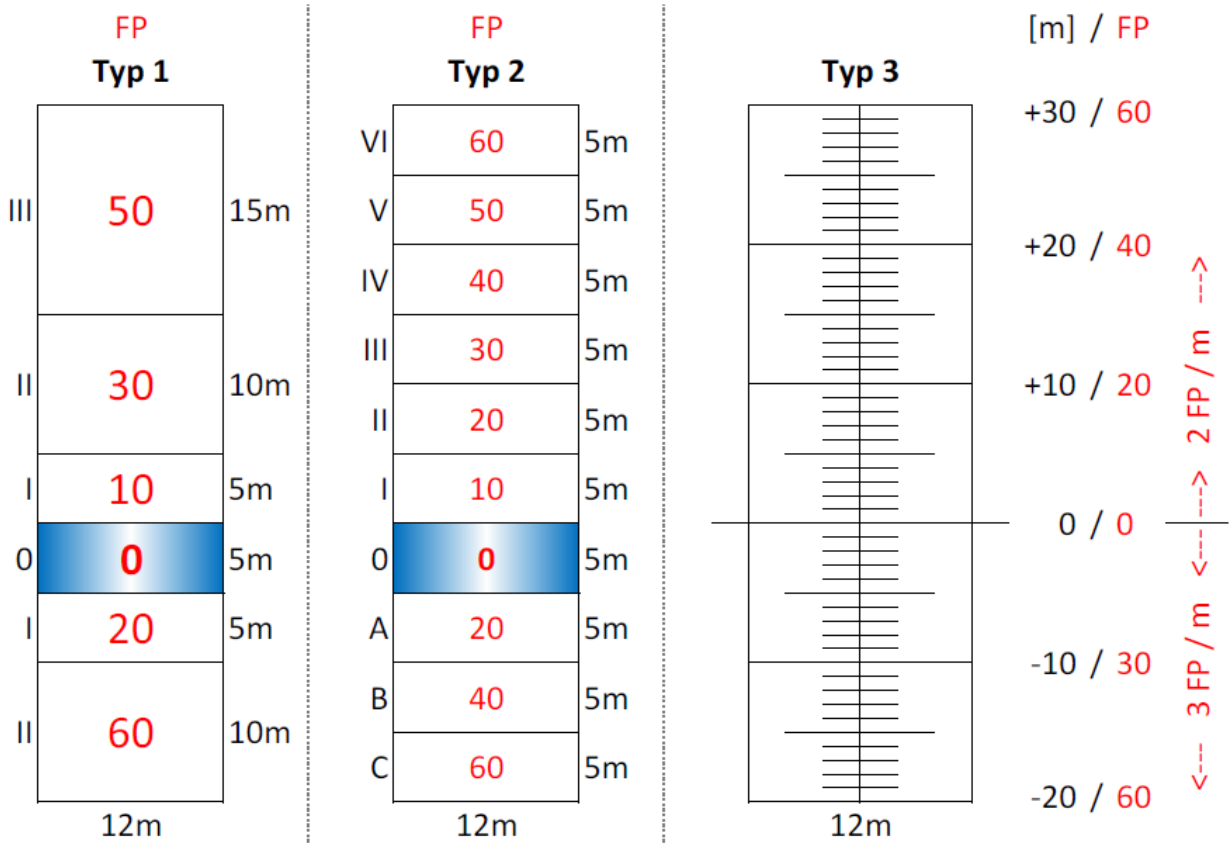 FP
Typ 1
III 50 15m
II 30 10m
I 10 5m
0 0 5m
I 20 5m
II 60 10m
12m
FP
Typ 2
VI 60 5m
V 50 5m
IV 40 5m
III 30 5m
II 20 5m
I 10 5m
0 0 5m
A 20 5m
B 40 5m
C 60 5m
12m
Typ 3
12m
[m] / FP
+30 / 60
+20 / 40
+10 / 20
0 / 0
-10 / 30
-20 / 60
<--- 3 FP / m <---> 2 FP / m --->